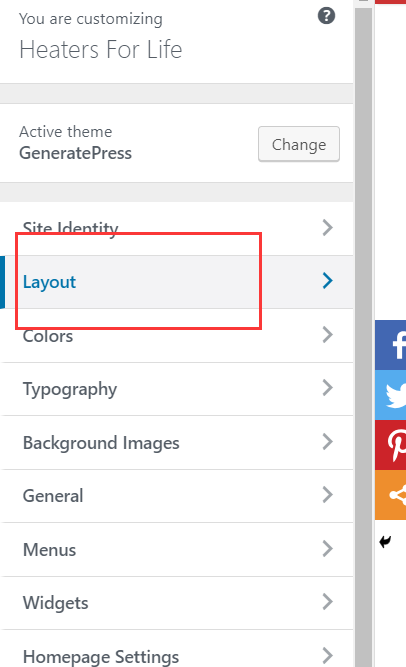 You are customizing
Heaters For Life
Active theme
GeneratePress
Change
Site Identity
Layout
Colors
Typography
Background Images
General
Menus
Widgets
Homepage Settings